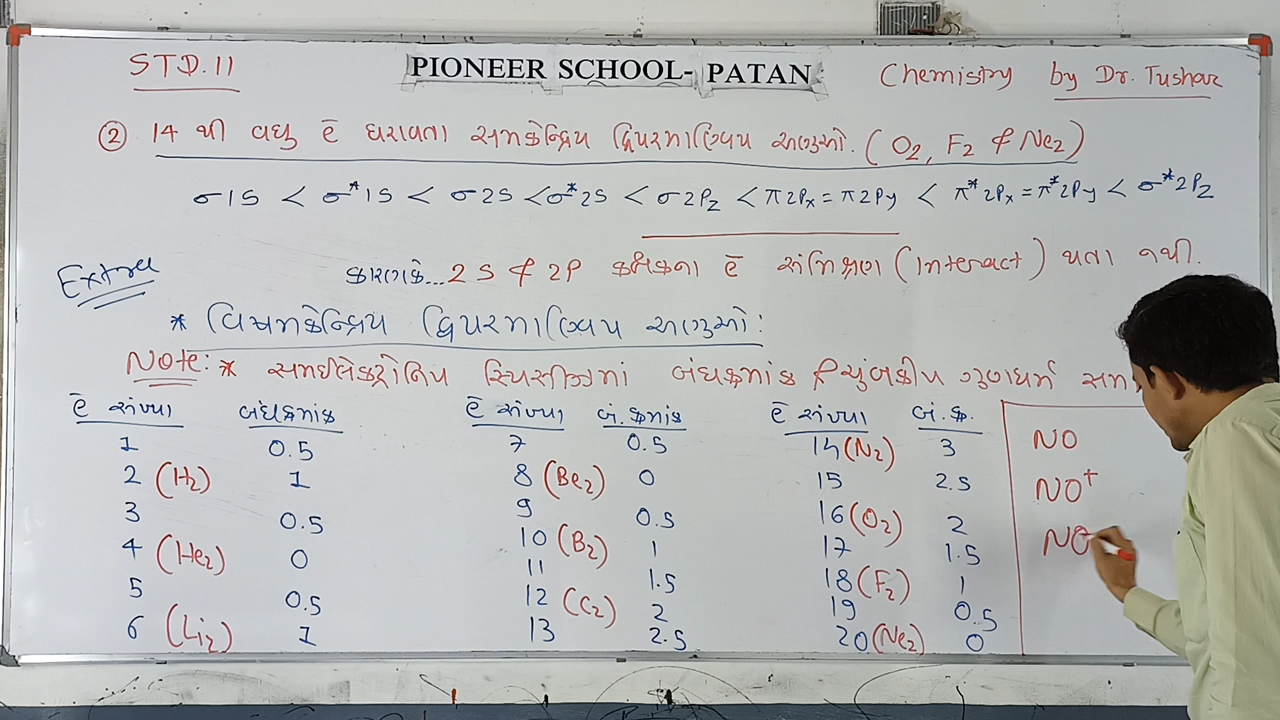 STD.11 PIONEER SCHOOL- PATAN Chemistry by Dr. Tushar
② 14 થી વધુ ē ધરાવતા સમકેન્દ્રિય દ્વિપરમાણ્વિય અણુઓ. (O₂, F₂ & Ne₂)
σ1s < σ*1s < σ2s < σ*2s < σ2Pz < π2Px = π2Py < π*2Px = π*2Py < σ*2Pz
Extra કારણકે... 2s & 2p કક્ષકના ē સંમિશ્રણ (Interact) થતા નથી.
* વિષમકેન્દ્રિય દ્વિપરમાણ્વિય અણુઓ :
Note : * સમઇલેક્ટ્રોનિય સ્પિસીઝમાં બંધક્રમાંક & ચુંબકીય ગુણધર્મ
ē સંખ્યા બંધક્રમાંક ē સંખ્યા બં.ક્રમાંક ē સંખ્યા બં.ક્ર.
1 0.5 7 0.5 14 (N₂) 3 NO
2 (H₂) 1 8 (Be₂) 0 15 2.5 NO⁺
3 0.5 9 0.5 16 (O₂) 2 NO
4 (He₂) 0 10 (B₂) 1 17 1.5
5 0.5 11 1.5 18 (F₂) 1
6 (Li₂) 1 12 (C₂) 2 19 0.5
13 2.5 20 (Ne₂) 0